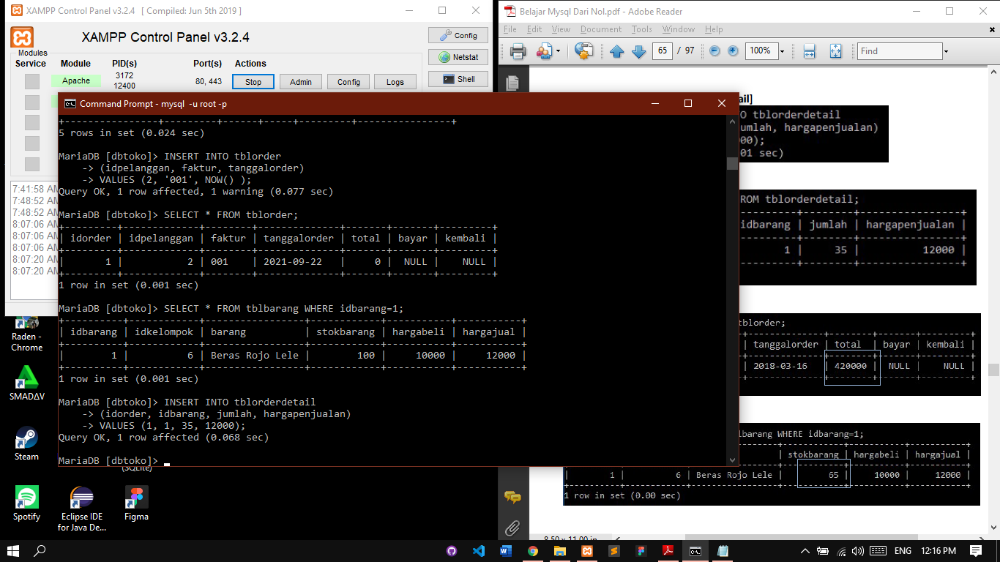 XAMPP Control Panel v3.2.4   [ Compiled: Jun 5th 2019 ]
XAMPP Control Panel v3.2.4
Config
Netstat
Shell
Modules
Service
Module
PID(s)
Port(s)
Actions
Apache
3172
12400
80, 443
Stop
Admin
Config
Logs
7:41:58 AM
7:48:52 AM
7:48:52 AM
8:07:06 AM
8:07:06 AM
8:07:06 AM
8:07:20 AM
8:07:20 AM
Command Prompt - mysql  -u root -p
+----------------+---------+------+-----+---------+----------------+
5 rows in set (0.024 sec)
MariaDB [dbtoko]> INSERT INTO tblorder
    -> (idpelanggan, faktur, tanggalorder)
    -> VALUES (2, '001', NOW() );
Query OK, 1 row affected, 1 warning (0.077 sec)
MariaDB [dbtoko]> SELECT * FROM tblorder;
+---------+-------------+--------+--------------+-------+-------+---------+
| idorder | idpelanggan | faktur | tanggalorder | total | bayar | kembali |
+---------+-------------+--------+--------------+-------+-------+---------+
|       1 |           2 | 001    | 2021-09-22   |     0 |  NULL |    NULL |
+---------+-------------+--------+--------------+-------+-------+---------+
1 row in set (0.001 sec)
MariaDB [dbtoko]> SELECT * FROM tblbarang WHERE idbarang=1;
+----------+------------+-----------------+------------+-----------+-----------+
| idbarang | idkelompok | barang          | stokbarang | hargabeli | hargajual |
+----------+------------+-----------------+------------+-----------+-----------+
|        1 |          6 | Beras Rojo Lele |        100 |     10000 |     12000 |
+----------+------------+-----------------+------------+-----------+-----------+
1 row in set (0.001 sec)
MariaDB [dbtoko]> INSERT INTO tblorderdetail
    -> (idorder, idbarang, jumlah, hargapenjualan)
    -> VALUES (1, 1, 35, 12000);
Query OK, 1 row affected (0.068 sec)
MariaDB [dbtoko]>
Belajar Mysql Dari Nol.pdf - Adobe Reader
File Edit View Document Tools Window Help
65 / 97
100%
Find
ail]
O tblorderdetail
umlah, hargapenjualan)
00);
01 sec)
ROM tblorderdetail;
idbarang | jumlah | hargapenjualan |
1 |     35 |          12000 |
tblorder;
| tanggalorder | total  | bayar | kembali |
| 2018-03-16   | 420000 |  NULL |    NULL |
lbarang WHERE idbarang=1;
| stokbarang | hargabeli | hargajual |
|        1 |          6 | Beras Rojo Lele |         65 |     10000 |     12000 |
1 row in set (0.00 sec)
8.50 x 11.00 in
Raden -
Chrome
SMADΔV
Steam
(SQLite)
Spotify
Eclipse IDE
for Java De...
Figma
ENG
12:16 PM